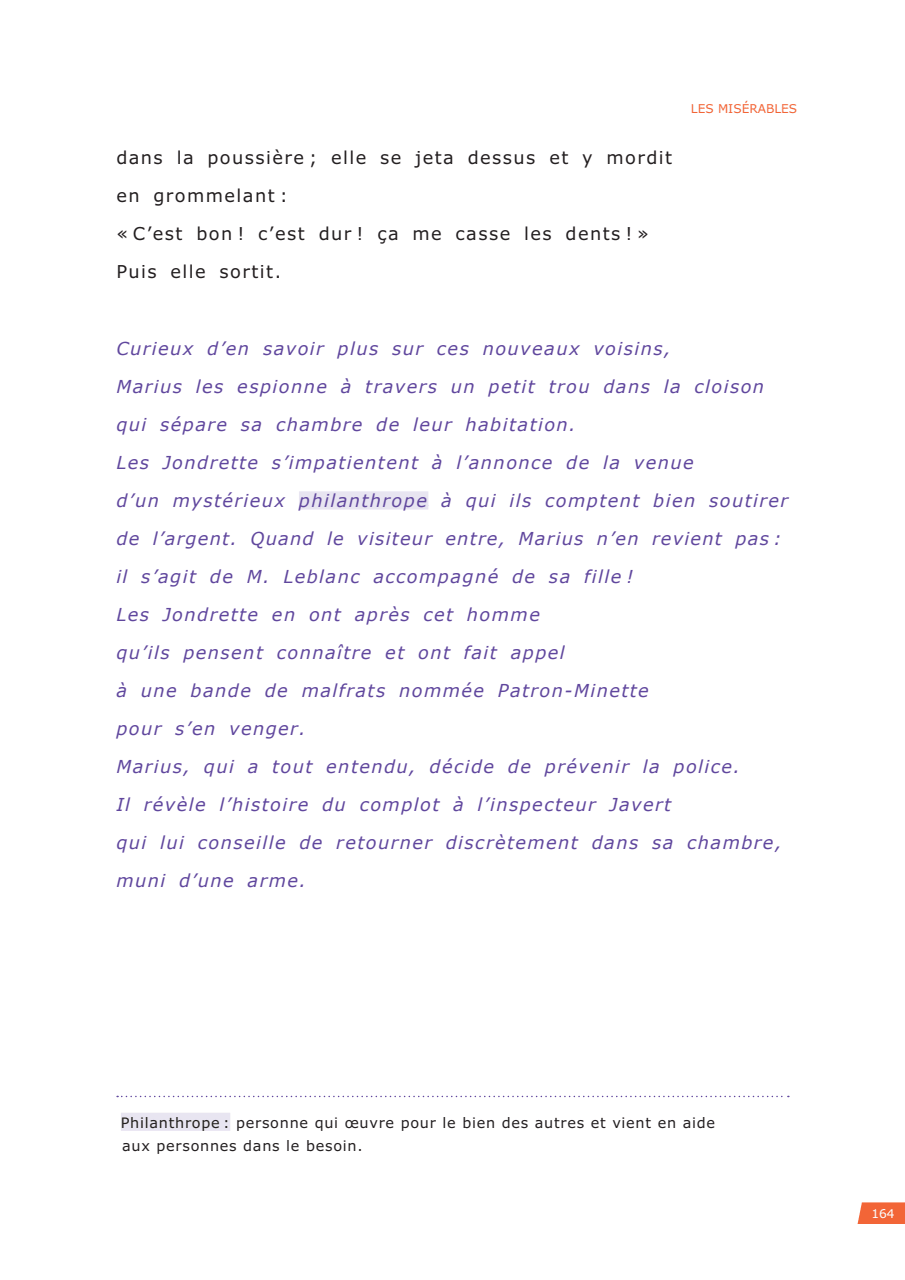 LES MISÉRABLES
dans la poussière ; elle se jeta dessus et y mordit
en grommelant :
« C’est bon ! c’est dur ! ça me casse les dents ! »
Puis elle sortit.
Curieux d’en savoir plus sur ces nouveaux voisins,
Marius les espionne à travers un petit trou dans la cloison
qui sépare sa chambre de leur habitation.
Les Jondrette s’impatientent à l’annonce de la venue
d’un mystérieux philanthrope à qui ils comptent bien soutirer
de l’argent. Quand le visiteur entre, Marius n’en revient pas :
il s’agit de M. Leblanc accompagné de sa fille !
Les Jondrette en ont après cet homme
qu’ils pensent connaître et ont fait appel
à une bande de malfrats nommée Patron-Minette
pour s’en venger.
Marius, qui a tout entendu, décide de prévenir la police.
Il révèle l’histoire du complot à l’inspecteur Javert
qui lui conseille de retourner discrètement dans sa chambre,
muni d’une arme.
Philanthrope : personne qui œuvre pour le bien des autres et vient en aide
aux personnes dans le besoin.
164